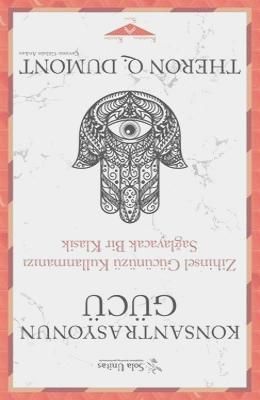 Sola Unitas
KONSANTRASYONUN
GÜCÜ
Zihinsel Gücünüzü Kullanmanızı
Sağlayacak Bir Klasik
THERON Q. DUMONT